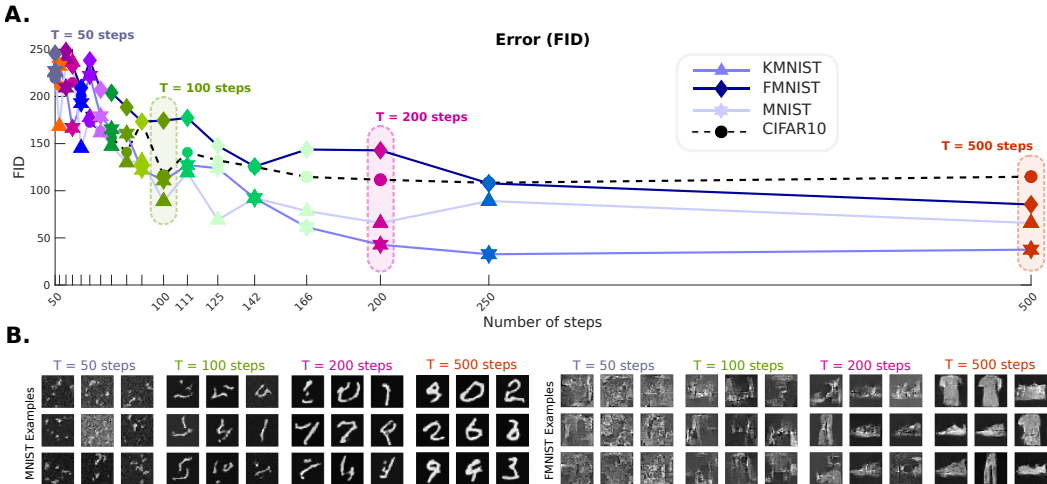 A.
T = 50 steps
Error (FID)
T = 100 steps
T = 200 steps
T = 500 steps
KMNIST
FMNIST
MNIST
CIFAR10
FID
250
200
150
100
50
0
50
100
111
125
142
166
200
250
500
Number of steps
B.
T = 50 steps
T = 100 steps
T = 200 steps
T = 500 steps
T = 50 steps
T = 100 steps
T = 200 steps
T = 500 steps
MNIST Examples
FMNIST Examples